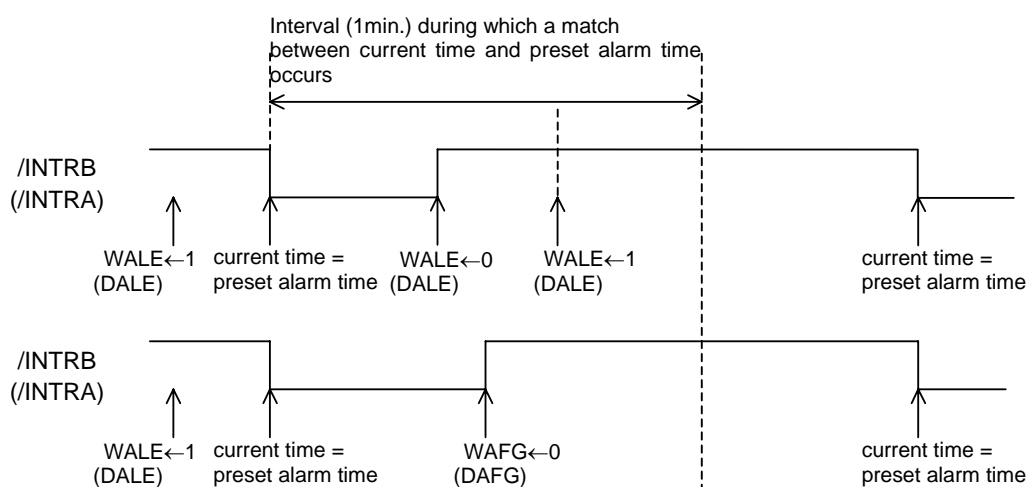 Interval (1min.) during which a match
between current time and preset alarm time
occurs
/INTRB
(/INTRA)
WALE←1
(DALE)
current time =
preset alarm time
WALE←0
(DALE)
WALE←1
(DALE)
current time =
preset alarm time
/INTRB
(/INTRA)
WALE←1
(DALE)
current time =
preset alarm time
WAFG←0
(DAFG)
current time =
preset alarm time